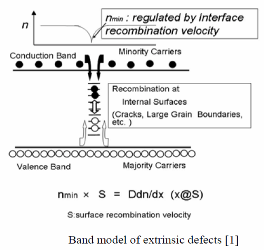 n
nmin : regulated by Interface
recombination velocity
Conduction Band
Minority Carriers
Recombination at
Internal Surfaces
(Cracks, Large Grain Boundaries,
etc. )
Valence Band
Majority Carriers
nmin × S = Ddn/dx (x@S)
S:surface recombination velocity
Band model of extrinsic defects [1]